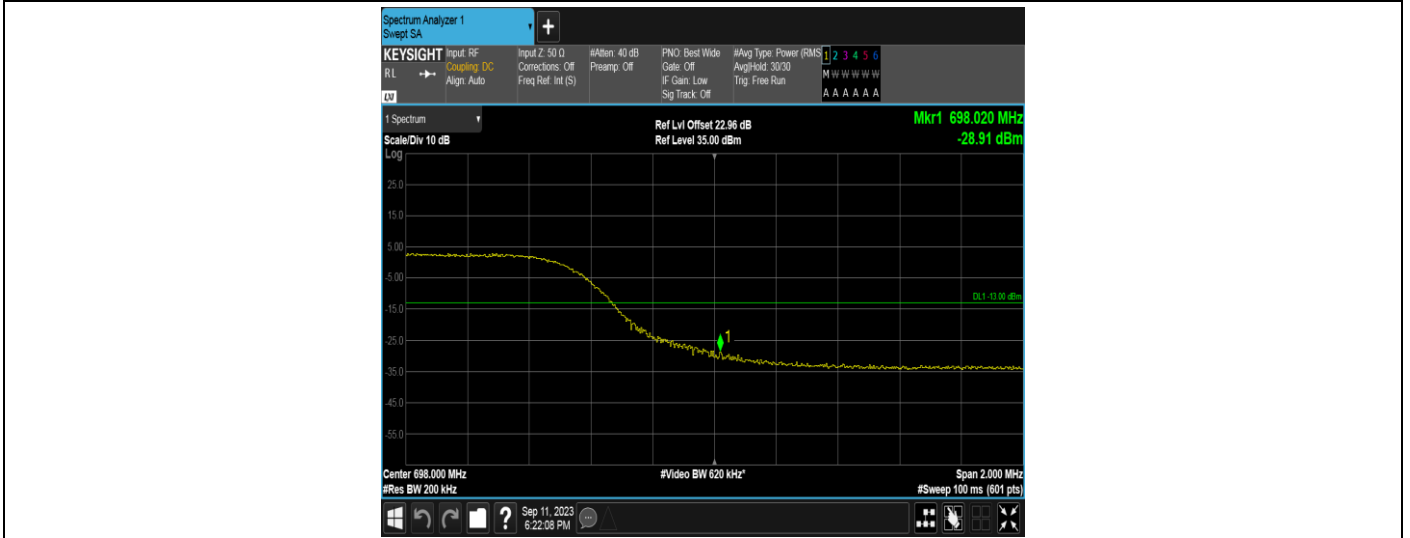 Spectrum Analyzer 1
Swept SA
+
KEYSIGHT Input: RF Input Z: 50 Ω #Atten: 40 dB PNO: Best Wide #Avg Type: Power (RMS 1 2 3 4 5 6
RL Coupling: DC Corrections: Off Preamp: Off Gate: Off Avg|Hold: 30/30 M W W W W W
Align: Auto Freq Ref: Int (S) IF Gain: Low Trig: Free Run
LXI Sig Track: Off A A A A A A
1 Spectrum Ref Lvl Offset 22.96 dB Mkr1 698.020 MHz
Scale/Div 10 dB Ref Level 35.00 dBm -28.91 dBm
Log
25.0
15.0
5.00
-5.00
DL1 -13.00 dBm
-15.0
1
-25.0
-35.0
-45.0
-55.0
Center 698.000 MHz #Video BW 620 kHz* Span 2.000 MHz
#Res BW 200 kHz #Sweep 100 ms (601 pts)
? Sep 11, 2023
6:22:08 PM